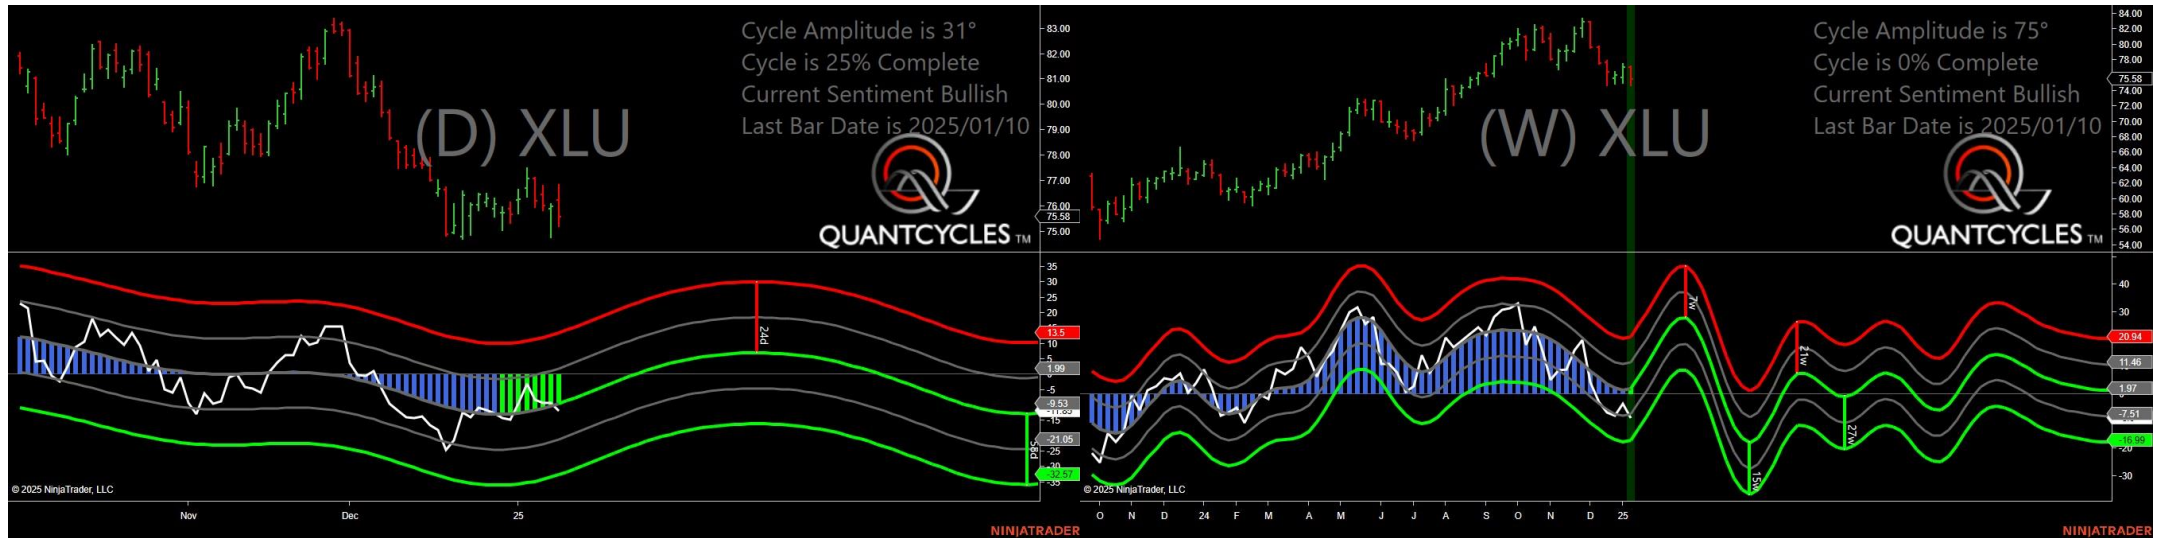 Cycle Amplitude is 31°
Cycle is 25% Complete
Current Sentiment Bullish
Last Bar Date is 2025/01/10
(D) XLU
QUANTCYCLES TM
83.00
82.00
81.00
80.00
79.00
78.00
77.00
76.00
75.58
75.00
35
30
25
20
13.5
10
5
1.99
-5
-9.53
-11.85
-15
-21.05
-25
-30
-32.57
-35
24d
58d
© 2025 NinjaTrader, LLC
Nov
Dec
25
NINJATRADER
Cycle Amplitude is 75°
Cycle is 0% Complete
Current Sentiment Bullish
Last Bar Date is 2025/01/10
(W) XLU
QUANTCYCLES TM
84.00
82.00
80.00
78.00
75.58
74.00
72.00
70.00
68.00
66.00
64.00
62.00
60.00
58.00
56.00
54.00
40
30
20.94
11.46
1.97
-7.51
-16.99
-20
-30
7w
21w
27w
15w
© 2025 NinjaTrader, LLC
O N D 24 F M A M J J A S O N D 25
NINJATRADER